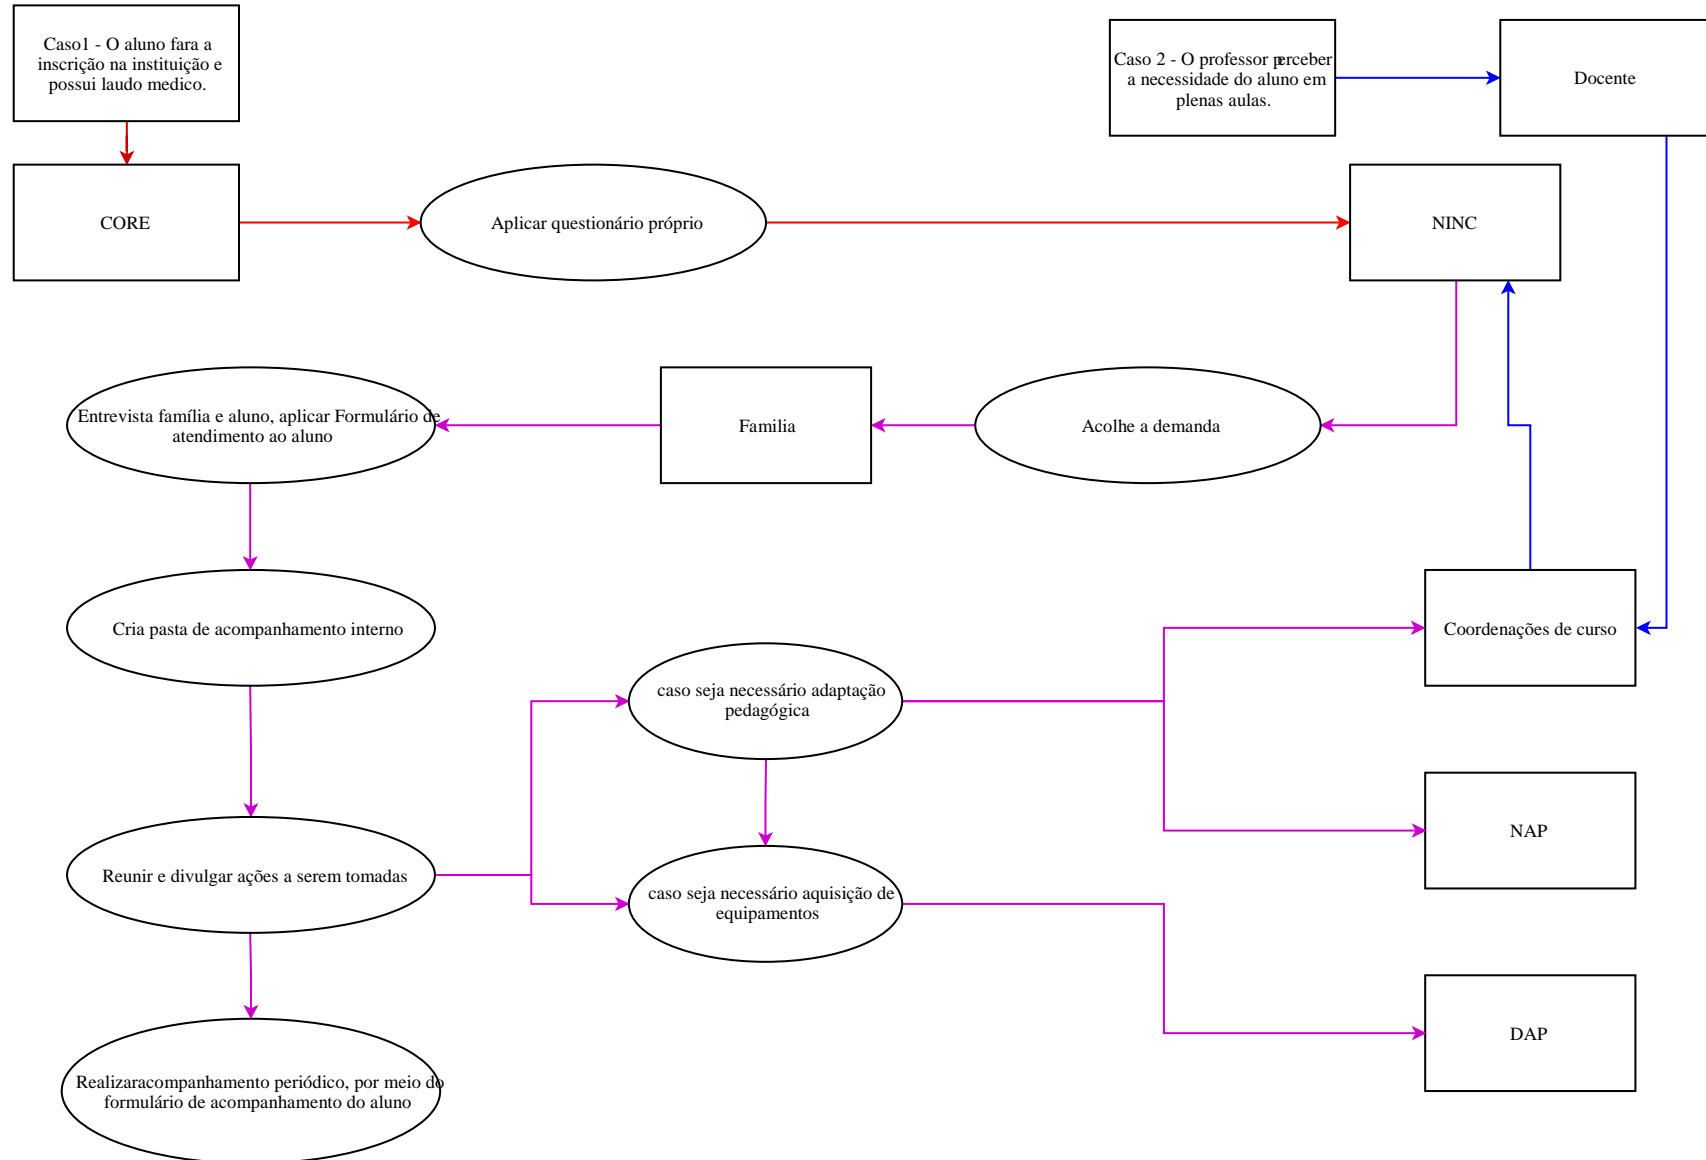 Caso1 - O aluno fara a
inscrição na instituição e
possui laudo medico.
Caso 2 - O professor perceber
a necessidade do aluno em
plenas aulas.
Docente
CORE
Aplicar questionário próprio
NINC
Entrevista família e aluno, aplicar Formulário de
atendimento ao aluno
Familia
Acolhe a demanda
Cria pasta de acompanhamento interno
caso seja necessário adaptação
pedagógica
Coordenações de curso
NAP
Reunir e divulgar ações a serem tomadas
caso seja necessário aquisição de
equipamentos
DAP
Realizaracompanhamento periódico, por meio do
formulário de acompanhamento do aluno